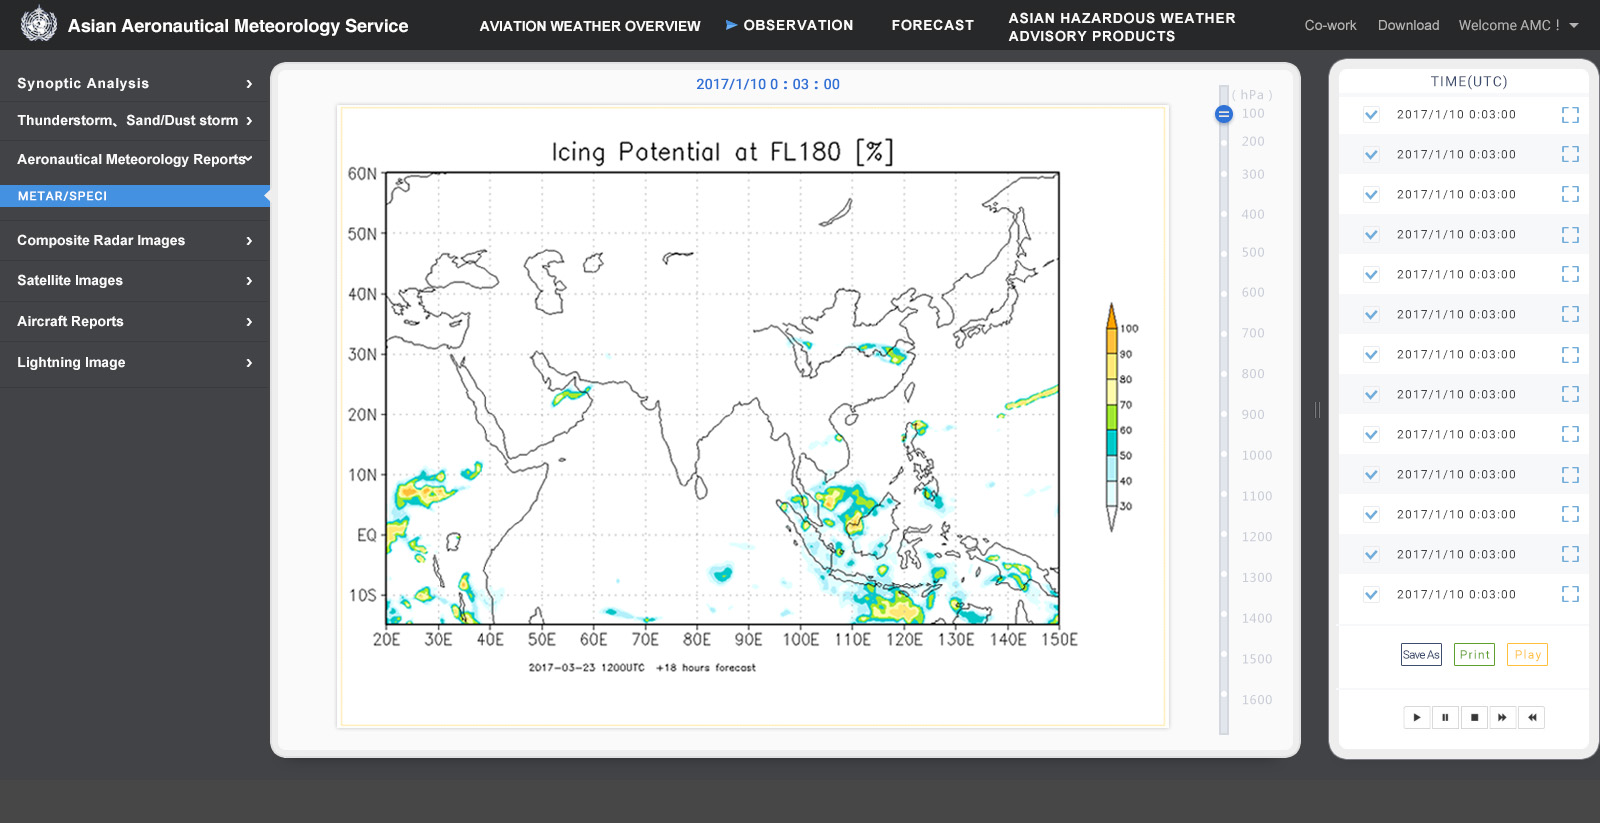 Asian Aeronautical Meteorology Service
AVIATION WEATHER OVERVIEW
OBSERVATION
FORECAST
ASIAN HAZARDOUS WEATHER
ADVISORY PRODUCTS
Co-work
Download
Welcome AMC !
Synoptic Analysis
Thunderstorm、Sand/Dust storm
Aeronautical Meteorology Reports
METAR/SPECI
Composite Radar Images
Satellite Images
Aircraft Reports
Lightning Image
2017/1/10 0 : 03 : 00
Icing Potential at FL180 [%]
60N
50N
40N
30N
20N
10N
EQ
10S
20E 30E 40E 50E 60E 70E 80E 90E 100E 110E 120E 130E 140E 150E
2017-03-23 1200UTC +18 hours forecast
100
90
80
70
60
50
40
30
( hPa )
100
200
300
400
500
600
700
800
900
1000
1100
1200
1300
1400
1500
1600
TIME(UTC)
2017/1/10 0:03:00
2017/1/10 0:03:00
2017/1/10 0:03:00
2017/1/10 0:03:00
2017/1/10 0:03:00
2017/1/10 0:03:00
2017/1/10 0:03:00
2017/1/10 0:03:00
2017/1/10 0:03:00
2017/1/10 0:03:00
2017/1/10 0:03:00
2017/1/10 0:03:00
2017/1/10 0:03:00
Save As
Print
Play